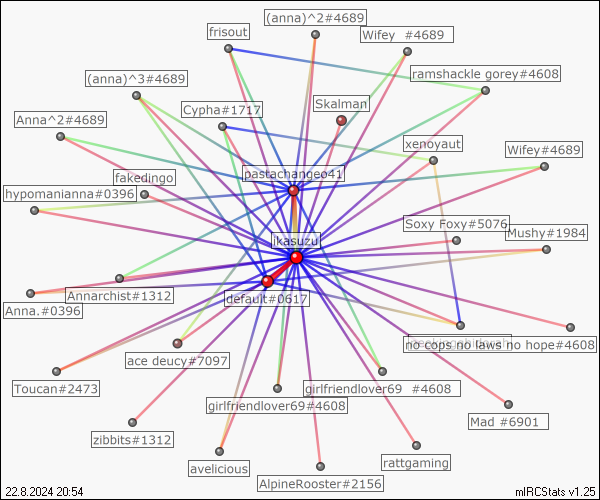 (anna)^2#4689
frisout
Wifey  #4689
(anna)^3#4689
ramshackle gorey#4608
Cypha#1717
Skalman
Anna^2#4689
xenoyaut
Wifey#4689
pastachangeo41
fakedingo
hypomanianna#0396
Soxy Foxy#5076
Mushy#1984
ikasuzu
Annarchist#1312
default#0617
Anna.#0396
no cops no laws no hope#4608
ace deucy#7097
Toucan#2473
girlfriendlover69  #4608
girlfriendlover69#4608
Mad #6901
zibbits#1312
avelicious
rattgaming
AlpineRooster#2156
22.8.2024 20:54
mIRCStats v1.25